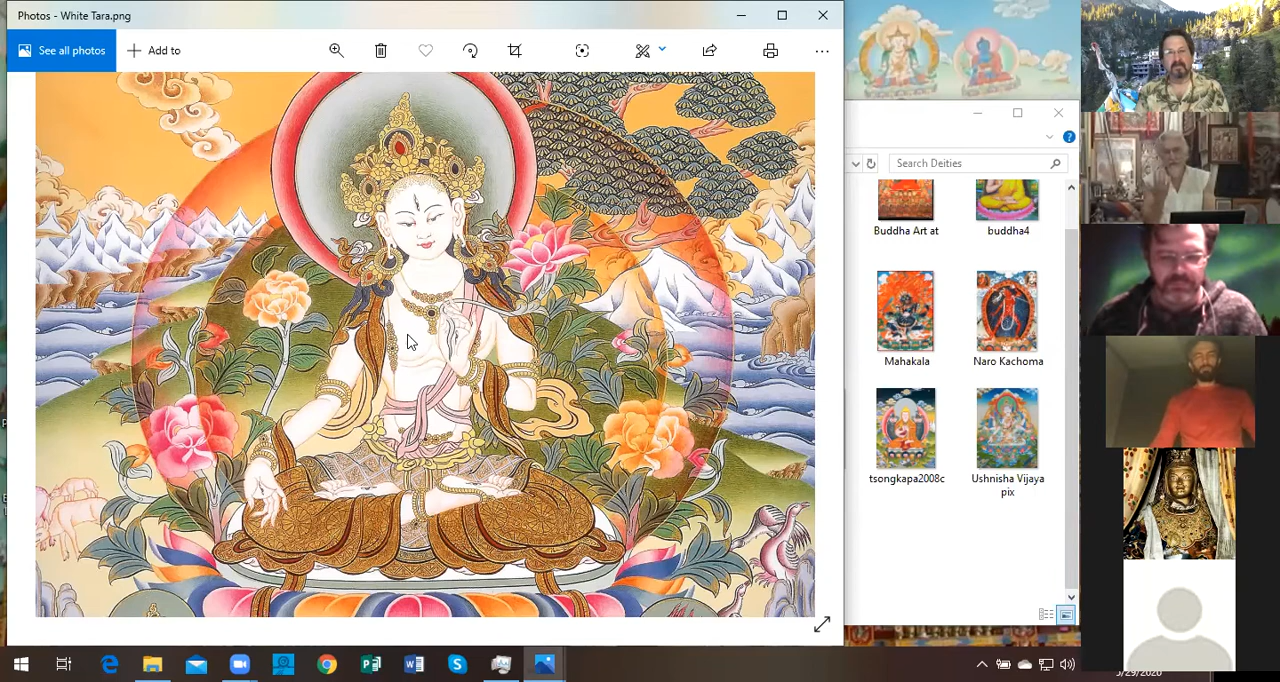 Photos - White Tara.png
See all photos
Add to
Search Deities
Buddha Art at
buddha4
Mahakala
Naro Kachoma
tsongkapa2008c
Ushnisha Vijaya
pix